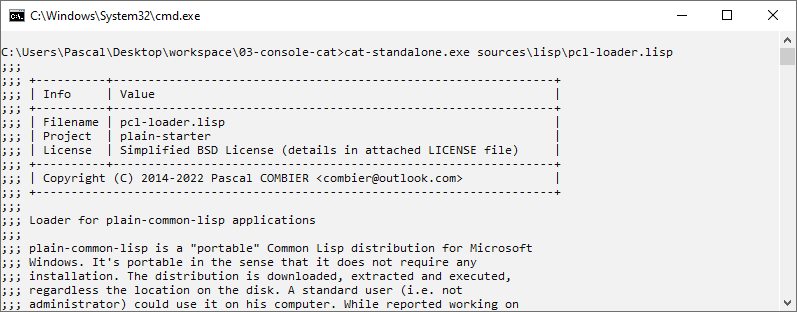 C:\Windows\System32\cmd.exe
C:\Users\Pascal\Desktop\workspace\03-console-cat>cat-standalone.exe sources\lisp\pcl-loader.lisp
;;;
;;; +----------+----------------------------------------------------------------+
;;; | Info     | Value                                                          |
;;; +----------+----------------------------------------------------------------+
;;; | Filename | pcl-loader.lisp                                                |
;;; | Project  | plain-starter                                                  |
;;; | License  | Simplified BSD License (details in attached LICENSE file)      |
;;; +----------+----------------------------------------------------------------+
;;; | Copyright (C) 2014-2022 Pascal COMBIER <combier@outlook.com>              |
;;; +---------------------------------------------------------------------------+
;;;
;;; Loader for plain-common-lisp applications
;;;
;;; plain-common-lisp is a "portable" Common Lisp distribution for Microsoft
;;; Windows. It's portable in the sense that it does not require any
;;; installation. The distribution is downloaded, extracted and executed,
;;; regardless the location on the disk. A standard user (i.e. not
;;; administrator) could use it on his computer. While reported working on